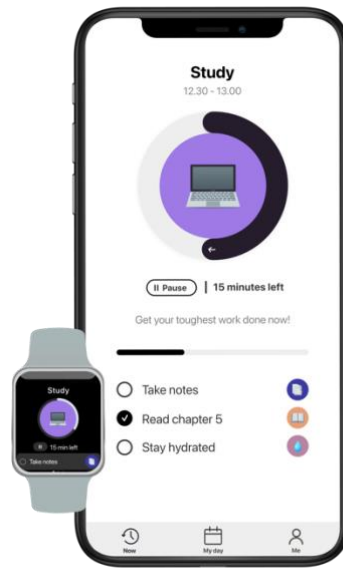 Study
12.30 - 13.00
Pause
15 minutes left
Get your toughest work done now!
Take notes
Read chapter 5
Stay hydrated
Now
My day
Me
Study
15 min left
Take notes